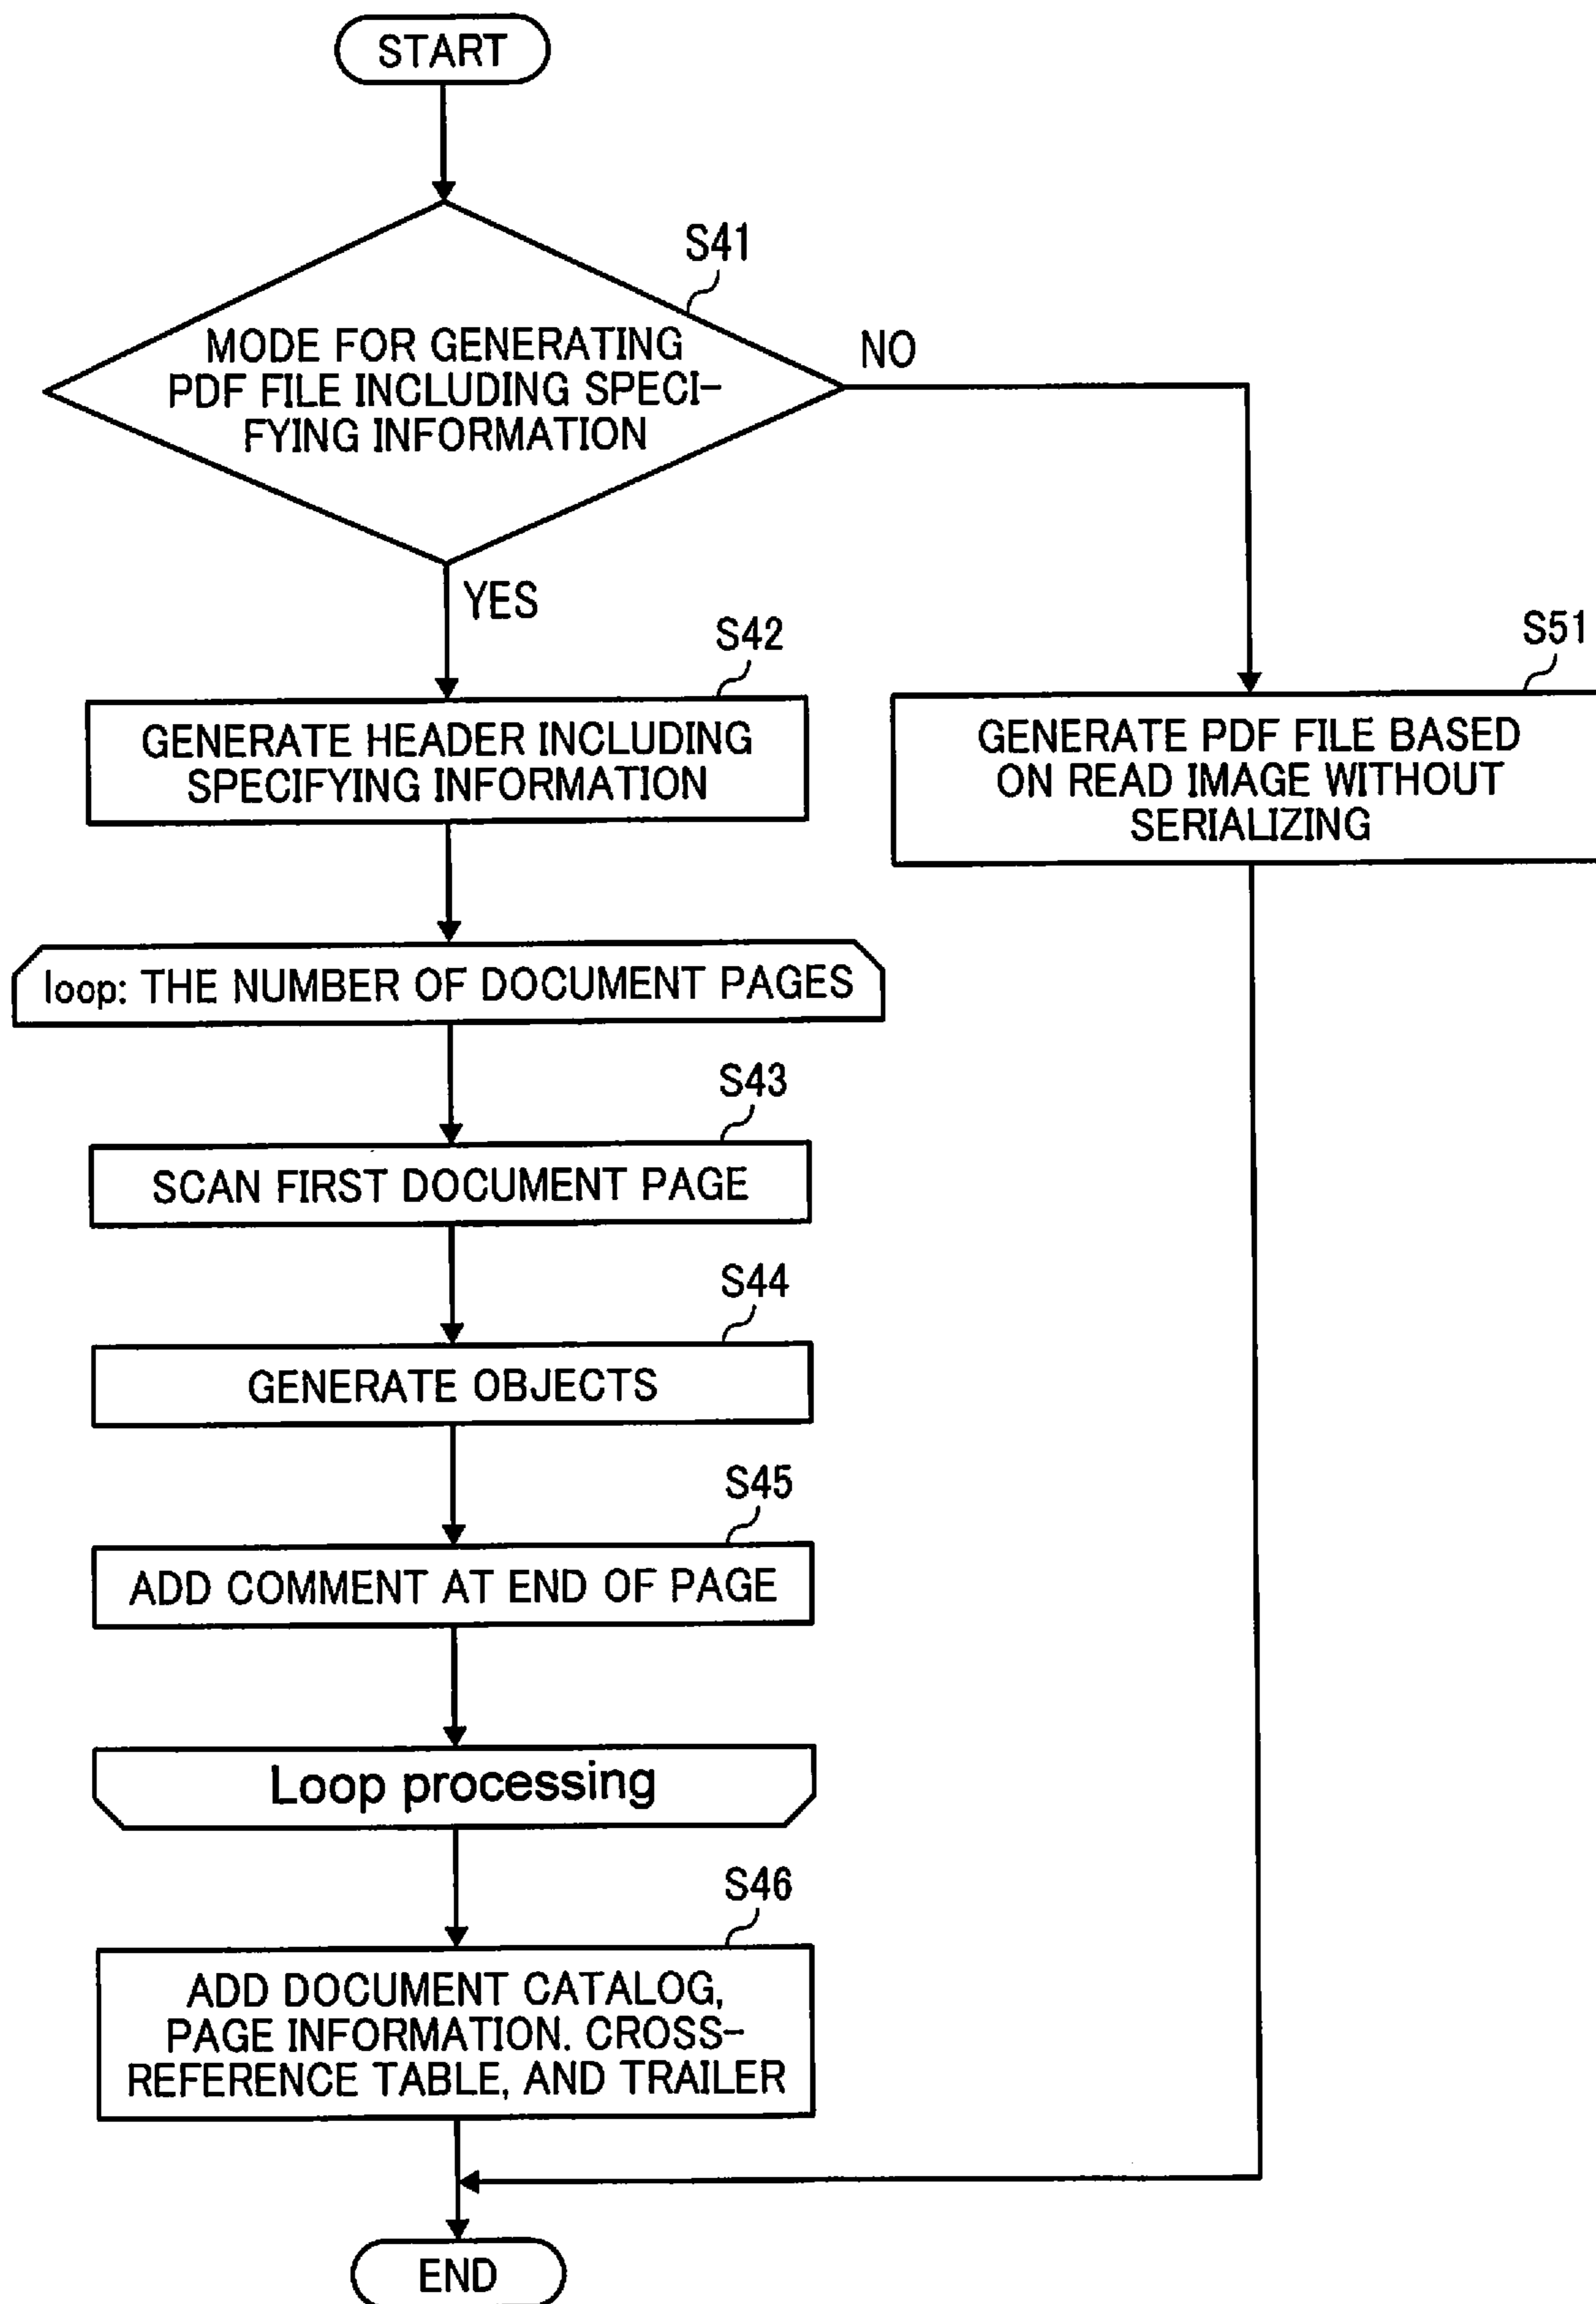 START
S41
MODE FOR GENERATING
PDF FILE INCLUDING SPECI-
FYING INFORMATION
NO
YES
S42
GENERATE HEADER INCLUDING
SPECIFYING INFORMATION
S51
GENERATE PDF FILE BASED
ON READ IMAGE WITHOUT
SERIALIZING
loop: THE NUMBER OF DOCUMENT PAGES
S43
SCAN FIRST DOCUMENT PAGE
S44
GENERATE OBJECTS
S45
ADD COMMENT AT END OF PAGE
Loop processing
S46
ADD DOCUMENT CATALOG,
PAGE INFORMATION. CROSS-
REFERENCE TABLE, AND TRAILER
END